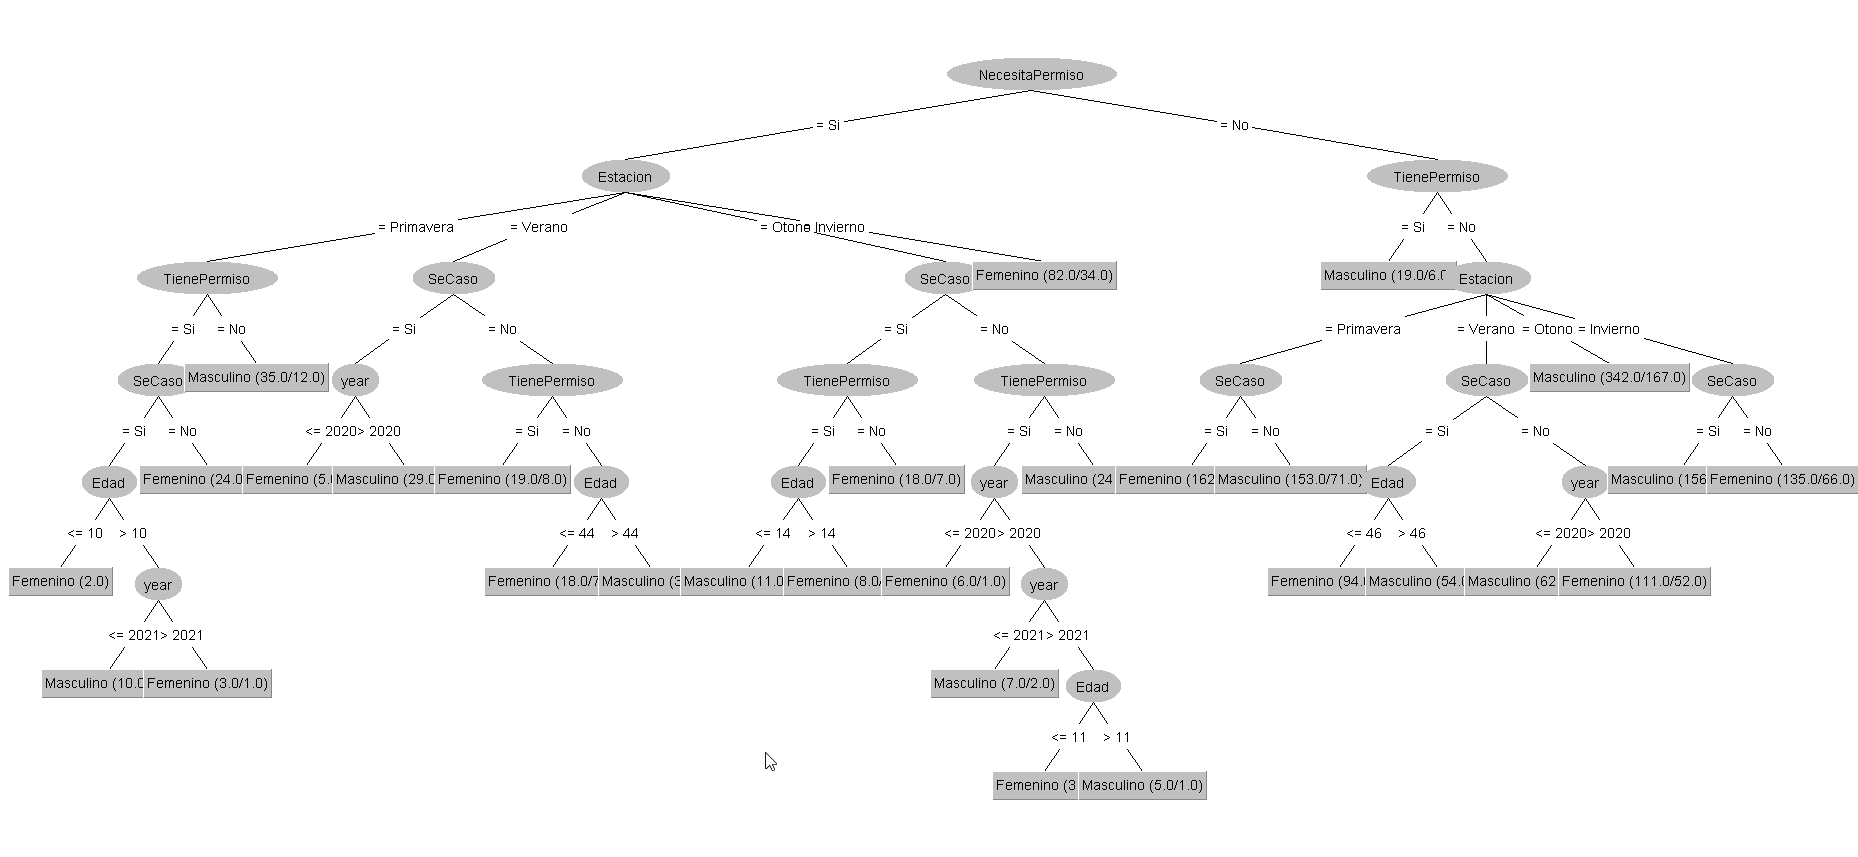 NecesitaPermiso
= Si = No
Estacion TienePermiso
= Primavera = Verano = Otono Invierno = Si = No
TienePermiso SeCaso SeCaso Femenino (82.0/34.0) Masculino (19.0/6.0 Estacion
= Si = No = Si = No = Si = No = Primavera = Verano = Otono = Invierno
SeCaso Masculino (35.0/12.0) year TienePermiso TienePermiso TienePermiso SeCaso SeCaso Masculino (342.0/167.0) SeCaso
= Si = No <= 2020 > 2020 = Si = No = Si = No = Si = No = Si = No = Si = No = Si = No
Edad Femenino (24.0 Femenino (5. Masculino (29.0 Femenino (19.0/8.0) Edad Edad Femenino (18.0/7.0) year Masculino (24 Femenino (162 Masculino (153.0/71.0) Edad year Masculino (156 Femenino (135.0/66.0)
<= 10 > 10 <= 44 > 44 <= 14 > 14 <= 2020 > 2020 <= 46 > 46 <= 2020 > 2020
Femenino (2.0) year Femenino (18.0/7 Masculino (3 Masculino (11.0 Femenino (8.0/ Femenino (6.0/1.0) year Femenino (94. Masculino (54. Masculino (62 Femenino (111.0/52.0)
<= 2021 > 2021 <= 2021 > 2021
Masculino (10.0 Femenino (3.0/1.0) Masculino (7.0/2.0) Edad
<= 11 > 11
Femenino (3 Masculino (5.0/1.0)